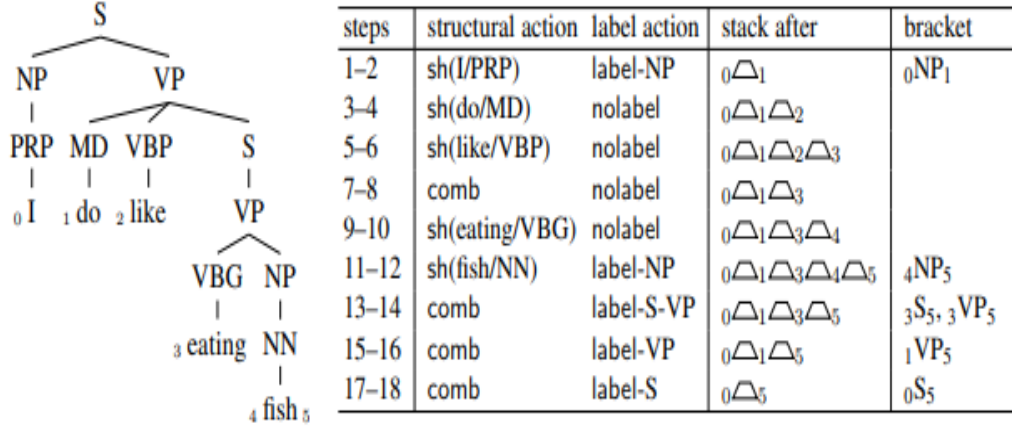 S
NP VP
PRP MD VBP S
0 I 1 do 2 like VP
VBG NP
3 eating NN
4 fish 5
steps structural action label action stack after bracket
1–2 sh(I/PRP) label-NP 0⏢1 0NP1
3–4 sh(do/MD) nolabel 0⏢1⏢2
5–6 sh(like/VBP) nolabel 0⏢1⏢2⏢3
7–8 comb nolabel 0⏢1⏢3
9–10 sh(eating/VBG) nolabel 0⏢1⏢3⏢4
11–12 sh(fish/NN) label-NP 0⏢1⏢3⏢4⏢5 4NP5
13–14 comb label-S-VP 0⏢1⏢3⏢5 3S5, 3VP5
15–16 comb label-VP 0⏢1⏢5 1VP5
17–18 comb label-S 0⏢5 0S5